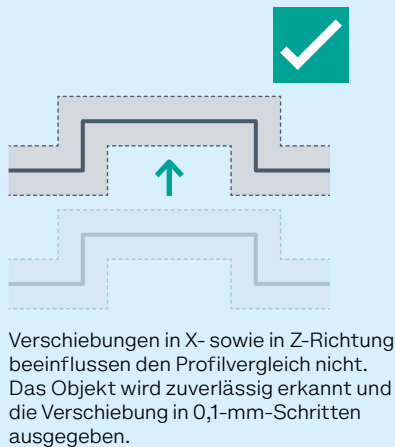 Verschiebungen in X- sowie in Z-Richtung
beeinflussen den Profilvergleich nicht.
Das Objekt wird zuverlässig erkannt und
die Verschiebung in 0,1-mm-Schritten
ausgegeben.